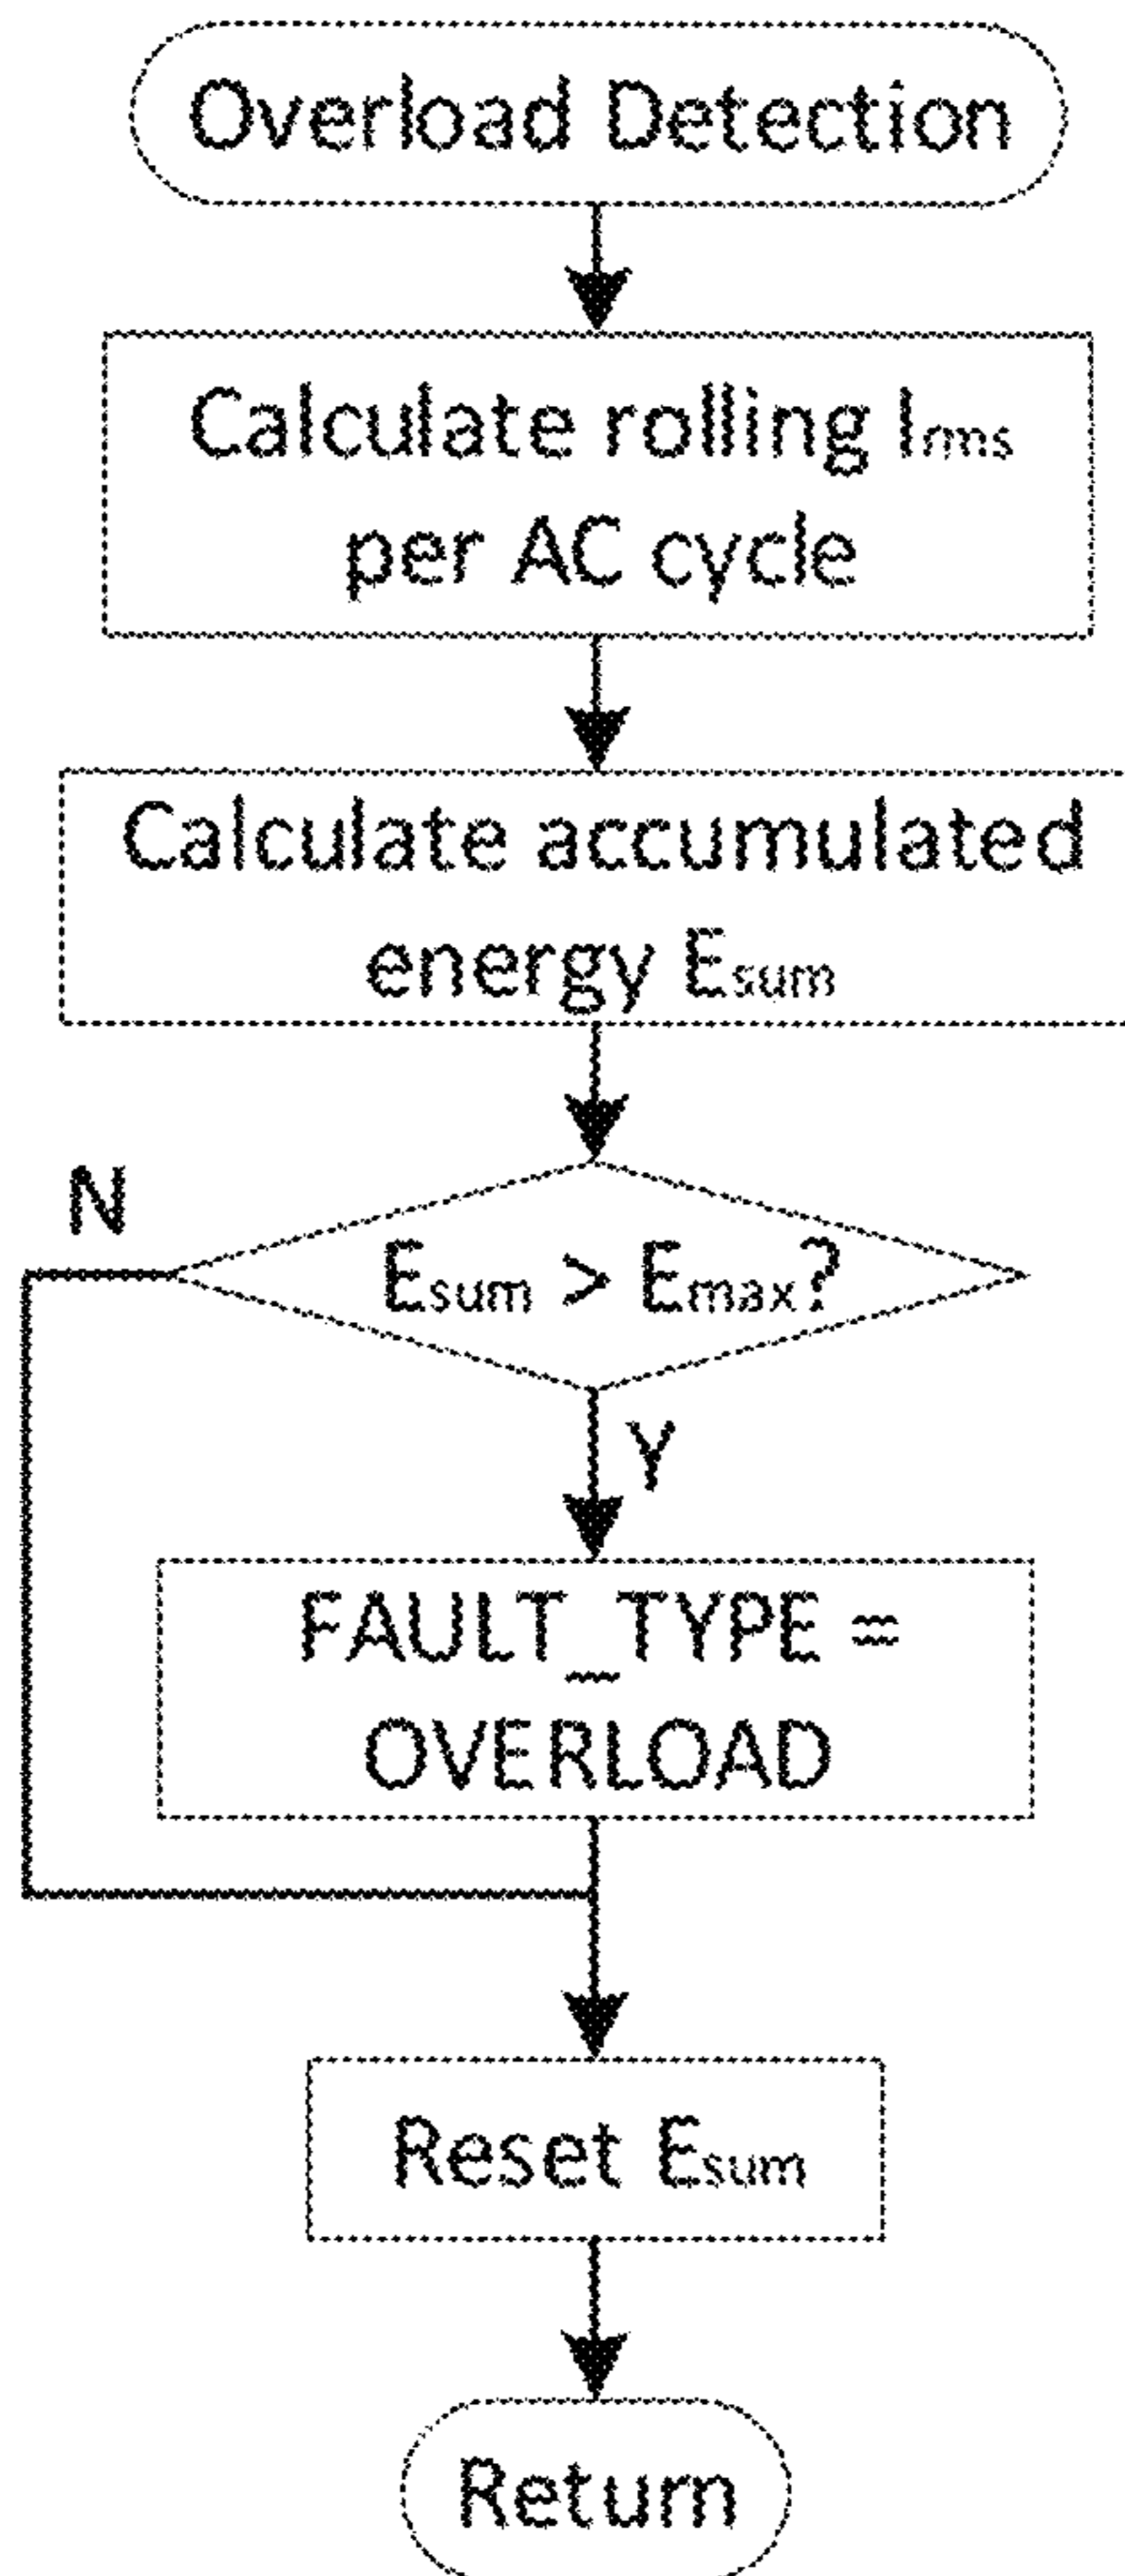 Overload Detection
Calculate rolling Irms
per AC cycle
Calculate accumulated
energy Esum
N
Esum > Emax?
Y
FAULT_TYPE =
OVERLOAD
Reset Esum
Return